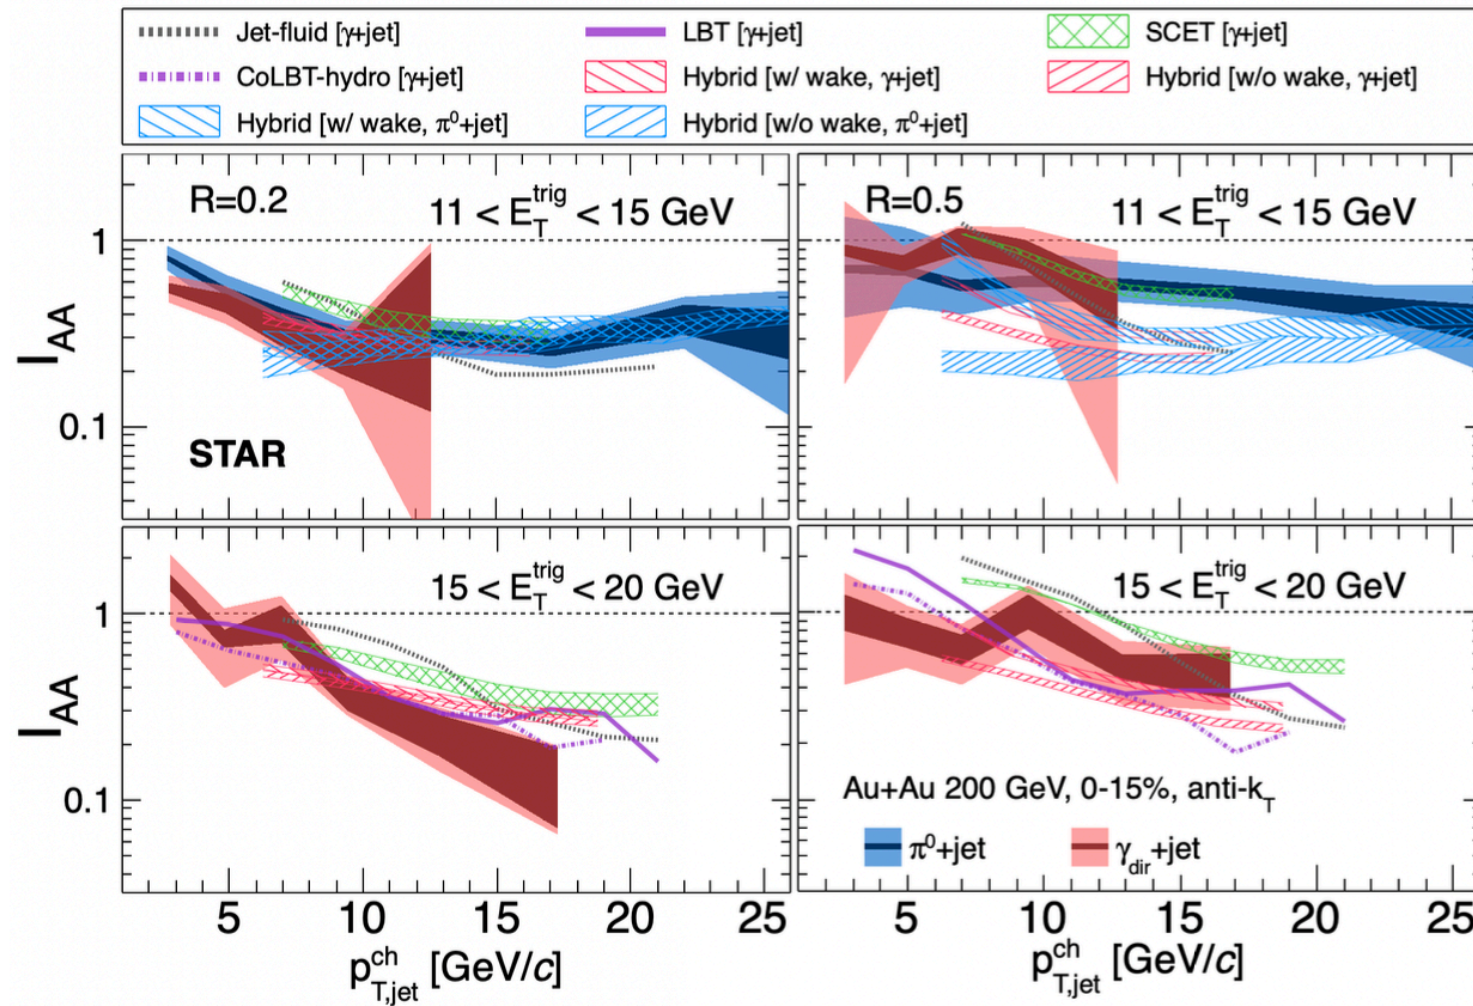 Jet-fluid [γ+jet] LBT [γ+jet] SCET [γ+jet]
CoLBT-hydro [γ+jet] Hybrid [w/ wake, γ+jet] Hybrid [w/o wake, γ+jet]
Hybrid [w/ wake, π⁰+jet] Hybrid [w/o wake, π⁰+jet]
R=0.2 11 < E_T^trig < 15 GeV
R=0.5 11 < E_T^trig < 15 GeV
1
I_AA
0.1
STAR
15 < E_T^trig < 20 GeV
15 < E_T^trig < 20 GeV
1
I_AA
0.1
Au+Au 200 GeV, 0-15%, anti-k_T
π⁰+jet γ_dir+jet
5 10 15 20 5 10 15 20 25
p_T,jet^ch [GeV/c] p_T,jet^ch [GeV/c]